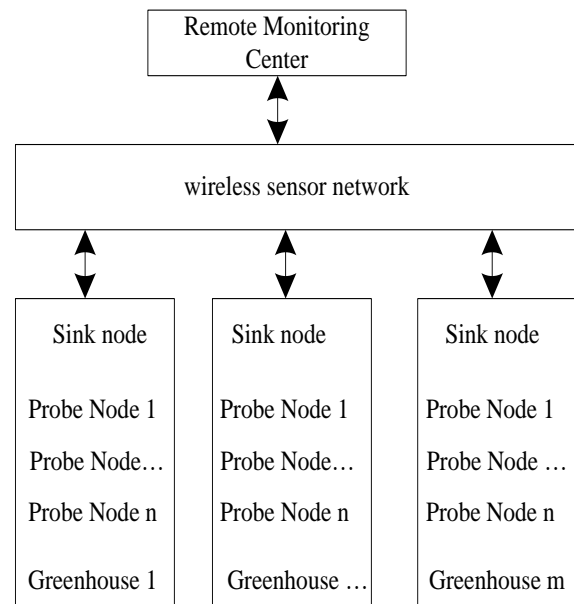 Remote Monitoring
Center
wireless sensor network
Sink node
Probe Node 1
Probe Node…
Probe Node n
Greenhouse 1
Sink node
Probe Node 1
Probe Node…
Probe Node n
Greenhouse …
Sink node
Probe Node 1
Probe Node …
Probe Node n
Greenhouse m